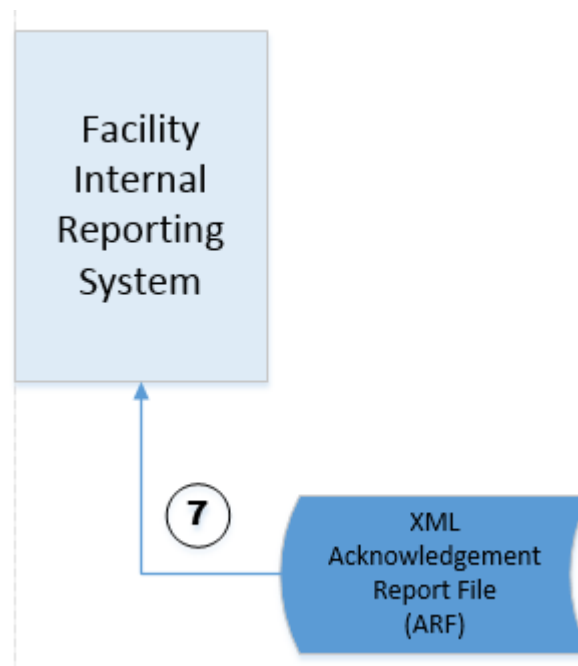 Facility
Internal
Reporting
System
7
XML
Acknowledgement
Report File
(ARF)